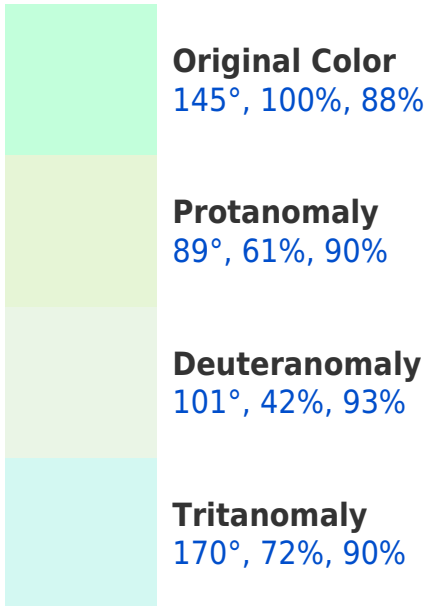 Original Color
145°, 100%, 88%
Protanomaly
89°, 61%, 90%
Deuteranomaly
101°, 42%, 93%
Tritanomaly
170°, 72%, 90%